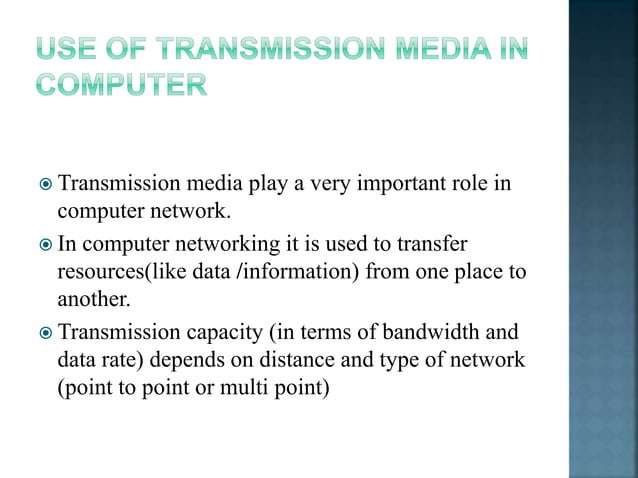 USE OF TRANSMISSION MEDIA IN
COMPUTER
Transmission media play a very important role in
computer network.
In computer networking it is used to transfer
resources(like data /information) from one place to
another.
Transmission capacity (in terms of bandwidth and
data rate) depends on distance and type of network
(point to point or multi point)